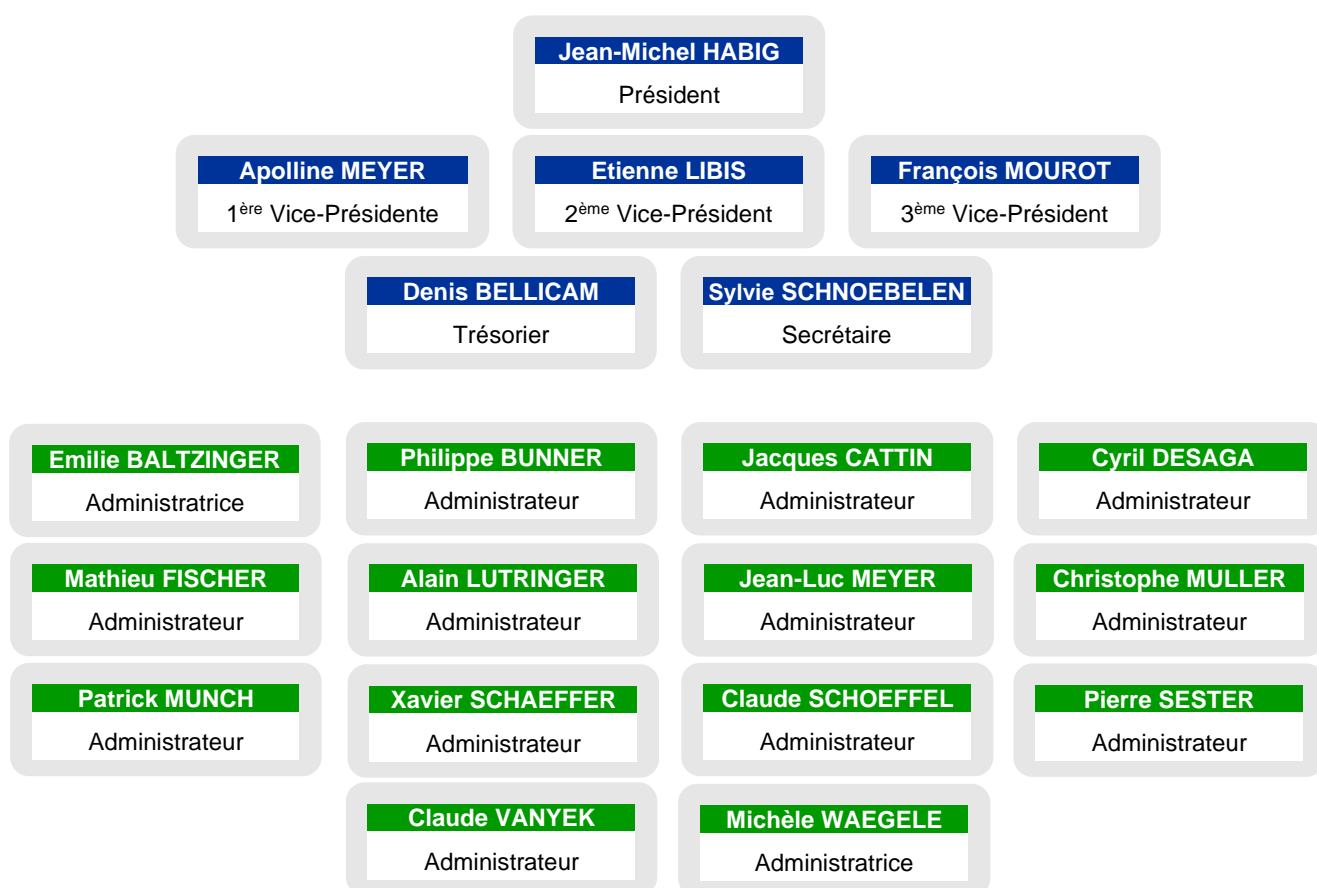 Jean-Michel HABIG
Président
Apolline MEYER
1ère Vice-Présidente
Etienne LIBIS
2ème Vice-Président
François MOUROT
3ème Vice-Président
Denis BELLICAM
Trésorier
Sylvie SCHNOEBELEN
Secrétaire
Emilie BALTZINGER
Administratrice
Philippe BUNNER
Administrateur
Jacques CATTIN
Administrateur
Cyril DESAGA
Administrateur
Mathieu FISCHER
Administrateur
Alain LUTRINGER
Administrateur
Jean-Luc MEYER
Administrateur
Christophe MULLER
Administrateur
Patrick MUNCH
Administrateur
Xavier SCHAEFFER
Administrateur
Claude SCHOEFFEL
Administrateur
Pierre SESTER
Administrateur
Claude VANYEK
Administrateur
Michèle WAEGELE
Administratrice